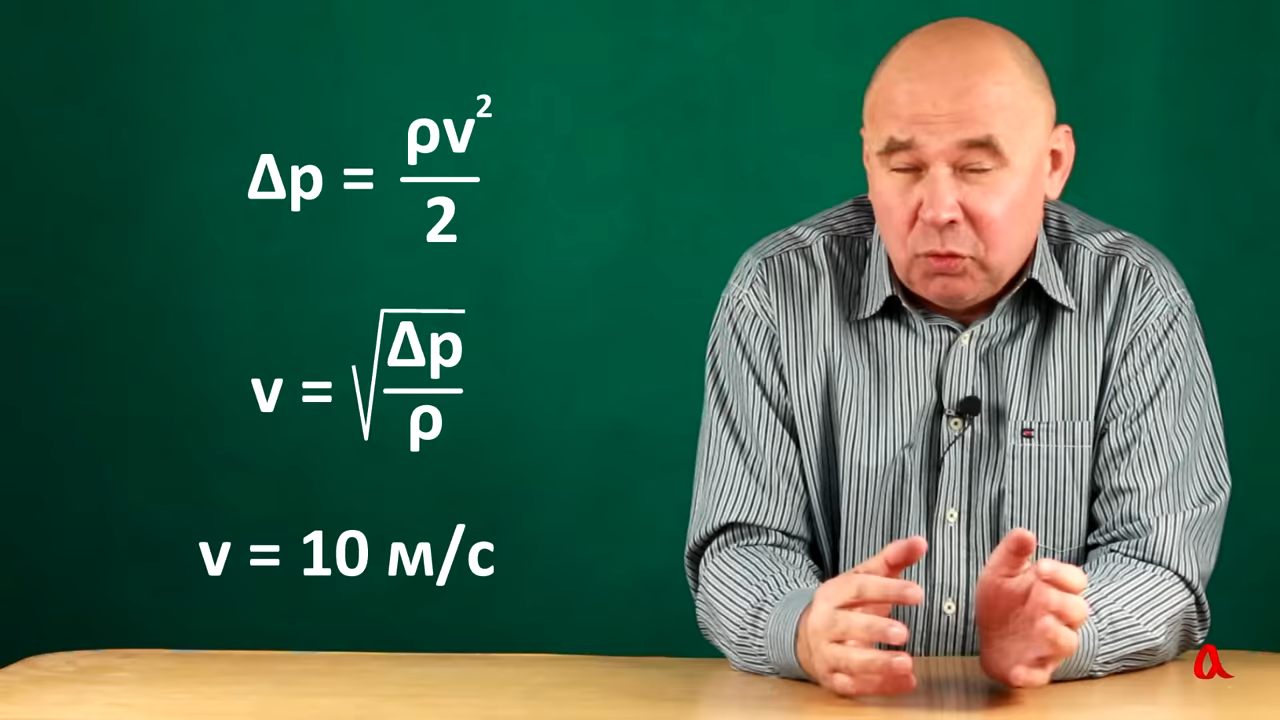 Δp = ρv²/2
v = √(Δp/ρ)
v = 10 м/с
a